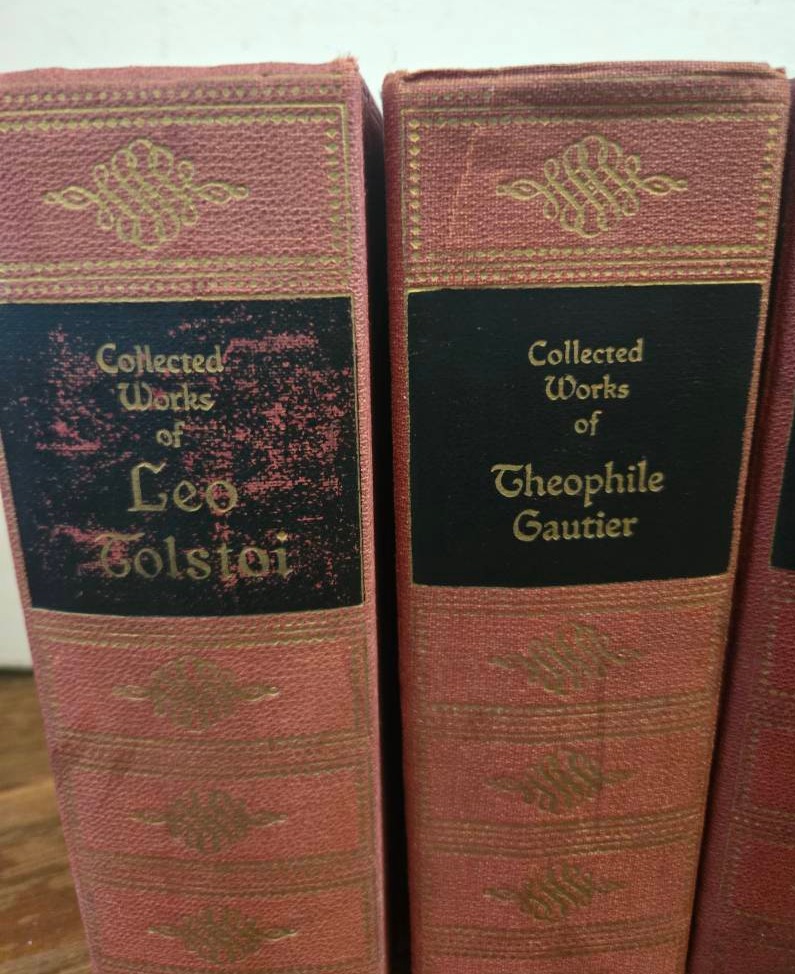 Collected
Works
of
Leo
Tolstoi
Collected
Works
of
Theophile
Gautier